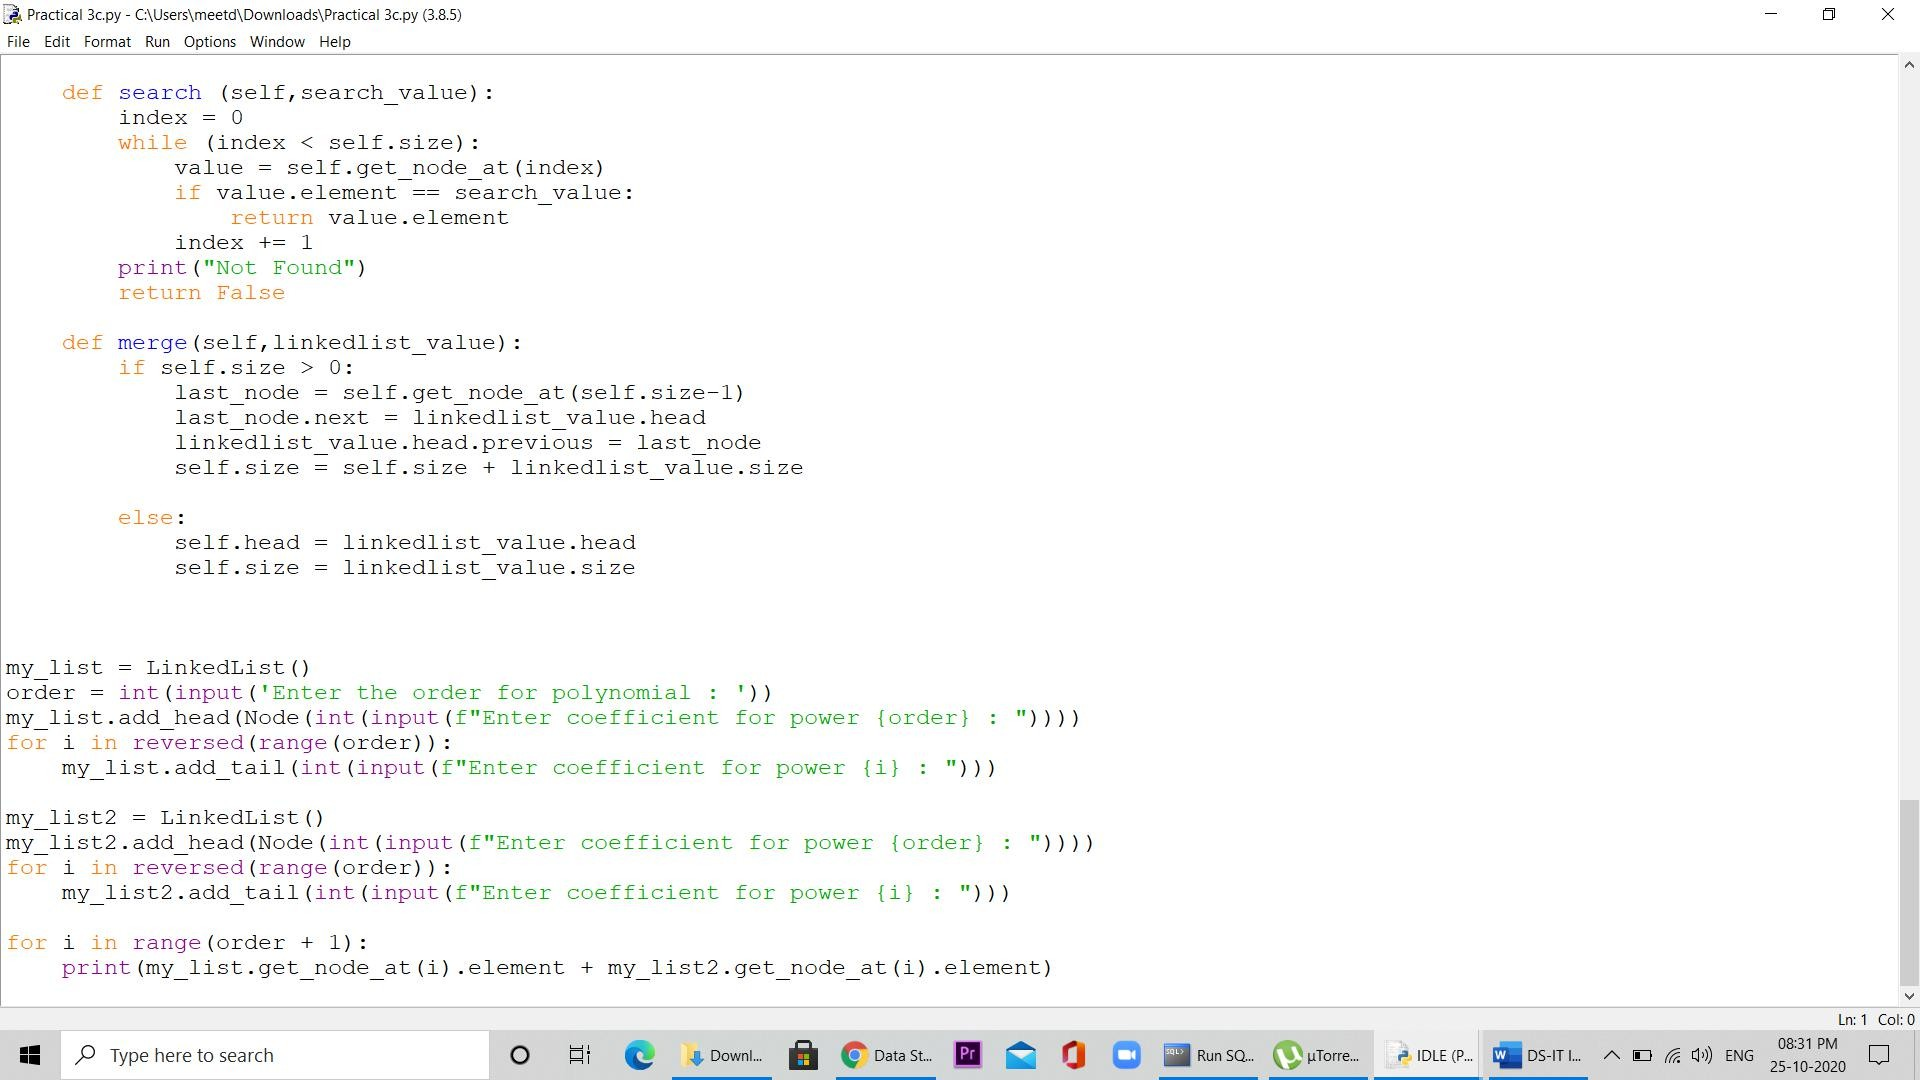 Practical 3c.py - C:\Users\meetd\Downloads\Practical 3c.py (3.8.5)
File Edit Format Run Options Window Help
def search (self,search_value):
index = 0
while (index < self.size):
value = self.get_node_at(index)
if value.element == search_value:
return value.element
index += 1
print("Not Found")
return False
def merge(self,linkedlist_value):
if self.size > 0:
last_node = self.get_node_at(self.size-1)
last_node.next = linkedlist_value.head
linkedlist_value.head.previous = last_node
self.size = self.size + linkedlist_value.size
else:
self.head = linkedlist_value.head
self.size = linkedlist_value.size
my_list = LinkedList()
order = int(input('Enter the order for polynomial : '))
my_list.add_head(Node(int(input(f"Enter coefficient for power {order} : "))))
for i in reversed(range(order)):
my_list.add_tail(int(input(f"Enter coefficient for power {i} : ")))
my_list2 = LinkedList()
my_list2.add_head(Node(int(input(f"Enter coefficient for power {order} : "))))
for i in reversed(range(order)):
my_list2.add_tail(int(input(f"Enter coefficient for power {i} : ")))
for i in range(order + 1):
print(my_list.get_node_at(i).element + my_list2.get_node_at(i).element)
Ln: 1 Col: 0
Type here to search Downl... Data St... Pr SQL> Run SQ... µTorre... IDLE (P... W DS-IT I... ENG 08:31 PM
25-10-2020